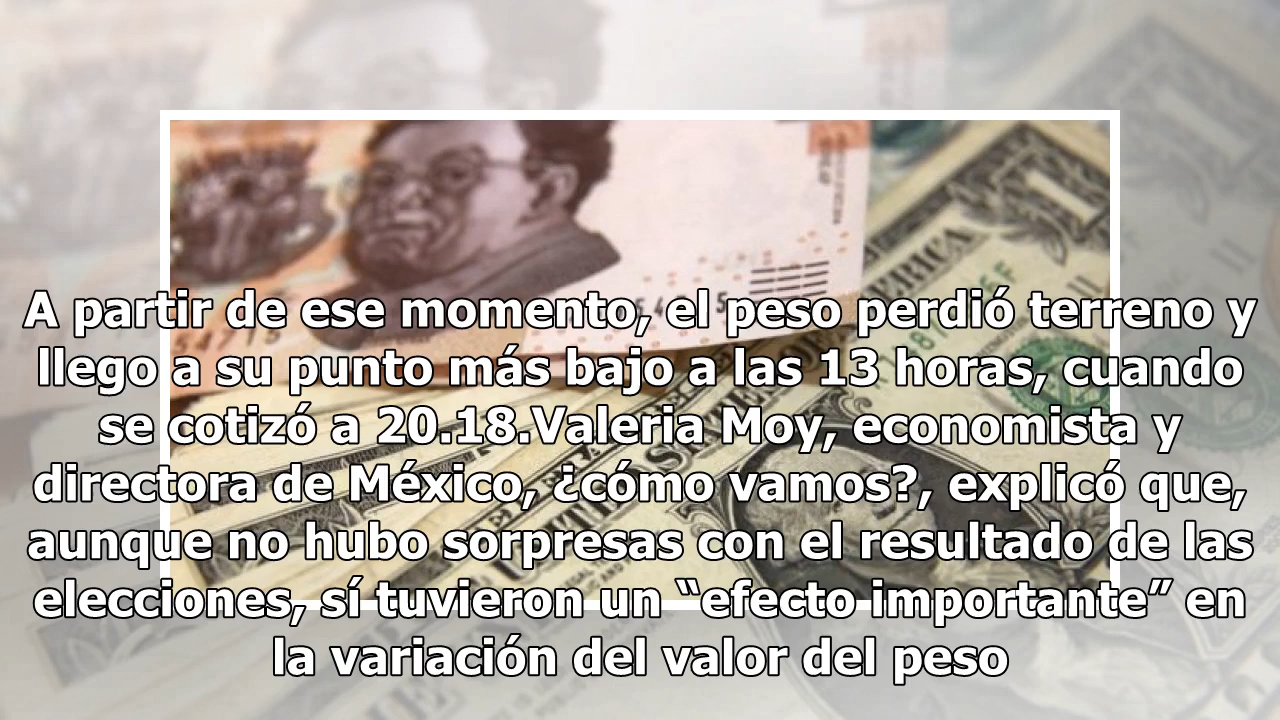 A partir de ese momento, el peso perdió terreno y
llego a su punto más bajo a las 13 horas, cuando
se cotizó a 20.18.Valeria Moy, economista y
directora de México, ¿cómo vamos?, explicó que,
aunque no hubo sorpresas con el resultado de las
elecciones, sí tuvieron un “efecto importante” en
la variación del valor del peso